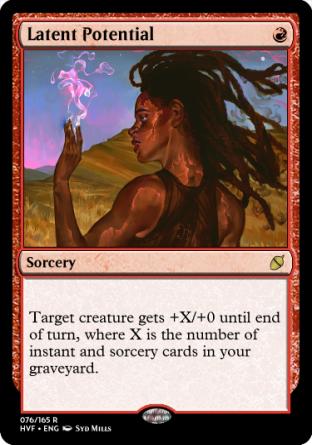 Latent Potential
Sorcery
Target creature gets +X/+0 until end
of turn, where X is the number of
instant and sorcery cards in your
graveyard.
076/165 R
HVF • ENG Syd Mills